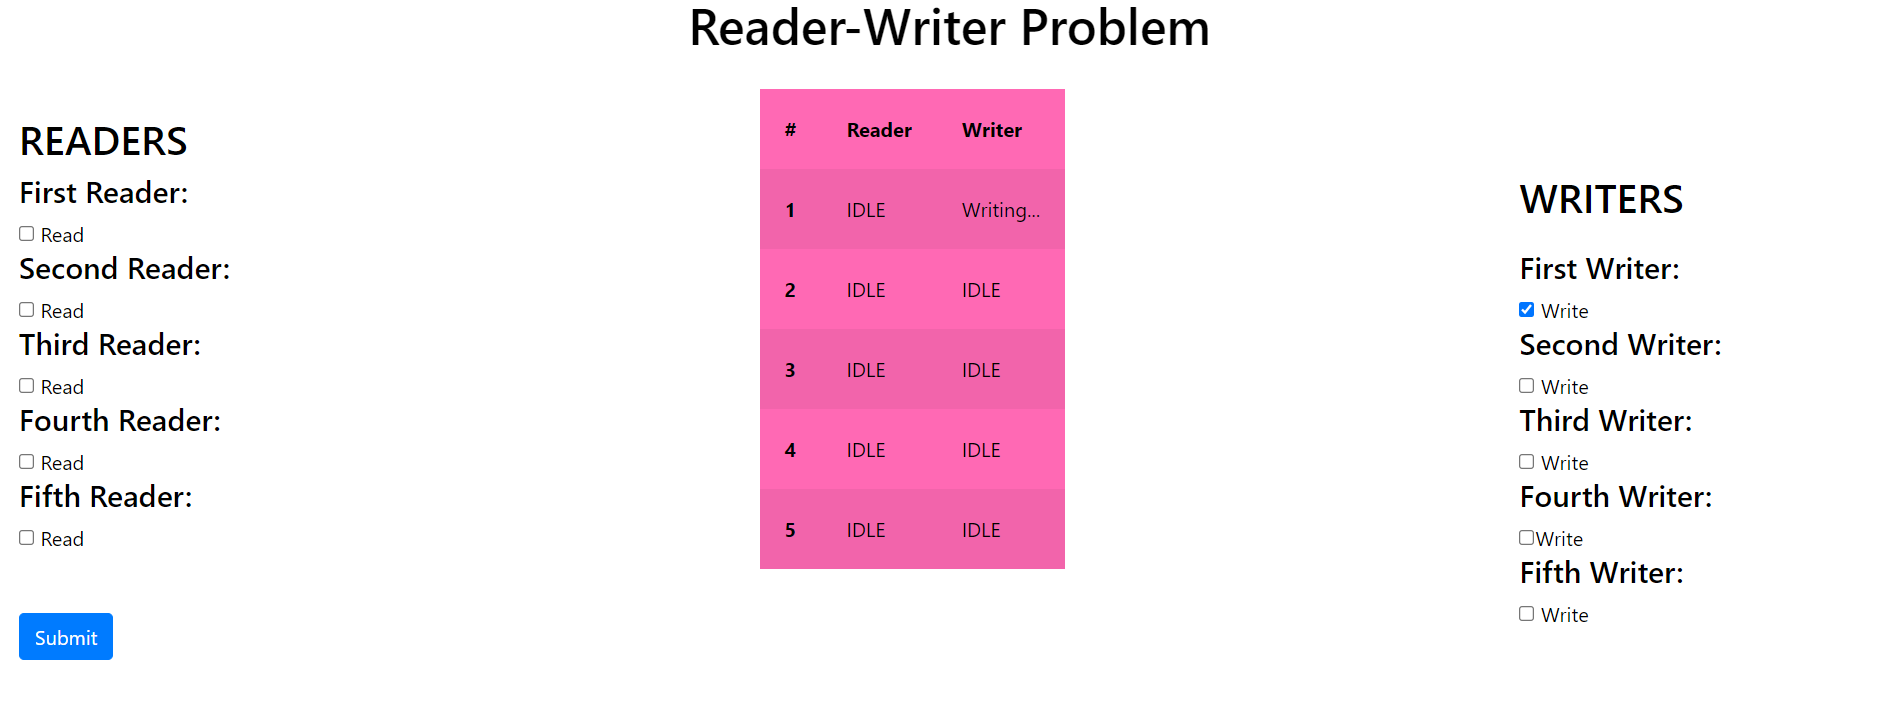 Reader-Writer Problem
READERS
First Reader:
Read
Second Reader:
Read
Third Reader:
Read
Fourth Reader:
Read
Fifth Reader:
Read
Submit
# Reader Writer
1 IDLE Writing...
2 IDLE IDLE
3 IDLE IDLE
4 IDLE IDLE
5 IDLE IDLE
WRITERS
First Writer:
Write
Second Writer:
Write
Third Writer:
Write
Fourth Writer:
Write
Fifth Writer:
Write